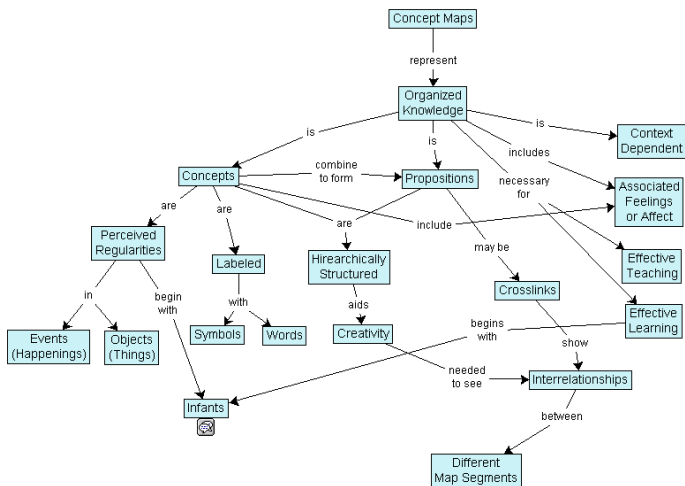 Concept Maps
represent
Organized
Knowledge
is
is
is
includes
necessary
for
Context
Dependent
Concepts
combine
to form
Propositions
Associated
Feelings
or Affect
are
are
are
include
may be
Perceived
Regularities
Labeled
Hirearchically
Structured
Effective
Teaching
in
begin
with
with
aids
Crosslinks
Events
(Happenings)
Objects
(Things)
Symbols
Words
Creativity
begins
with
show
Effective
Learning
needed
to see
Interrelationships
Infants
between
Different
Map Segments